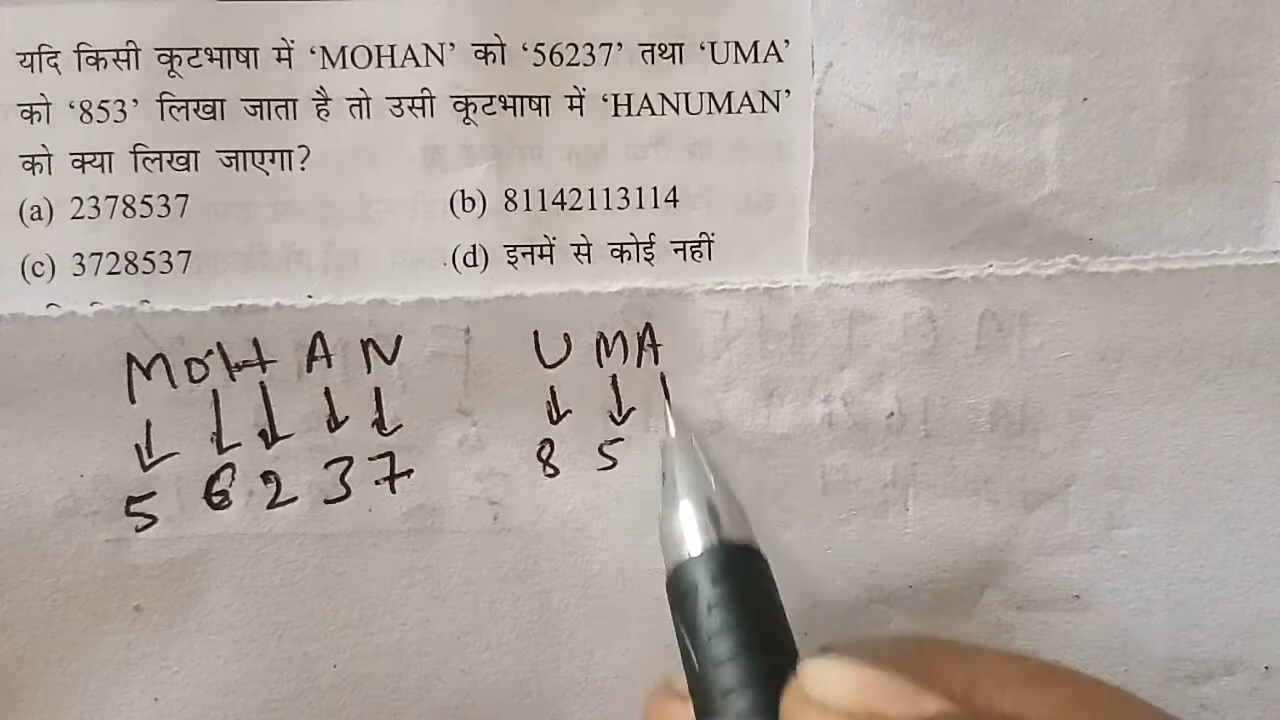 यदि किसी कूटभाषा में ‘MOHAN’ को ‘56237’ तथा ‘UMA’
को ‘853’ लिखा जाता है तो उसी कूटभाषा में ‘HANUMAN’
को क्या लिखा जाएगा?
(a) 2378537 (b) 81142113114
(c) 3728537 (d) इनमें से कोई नहीं
MOHAN UMA
56237 85